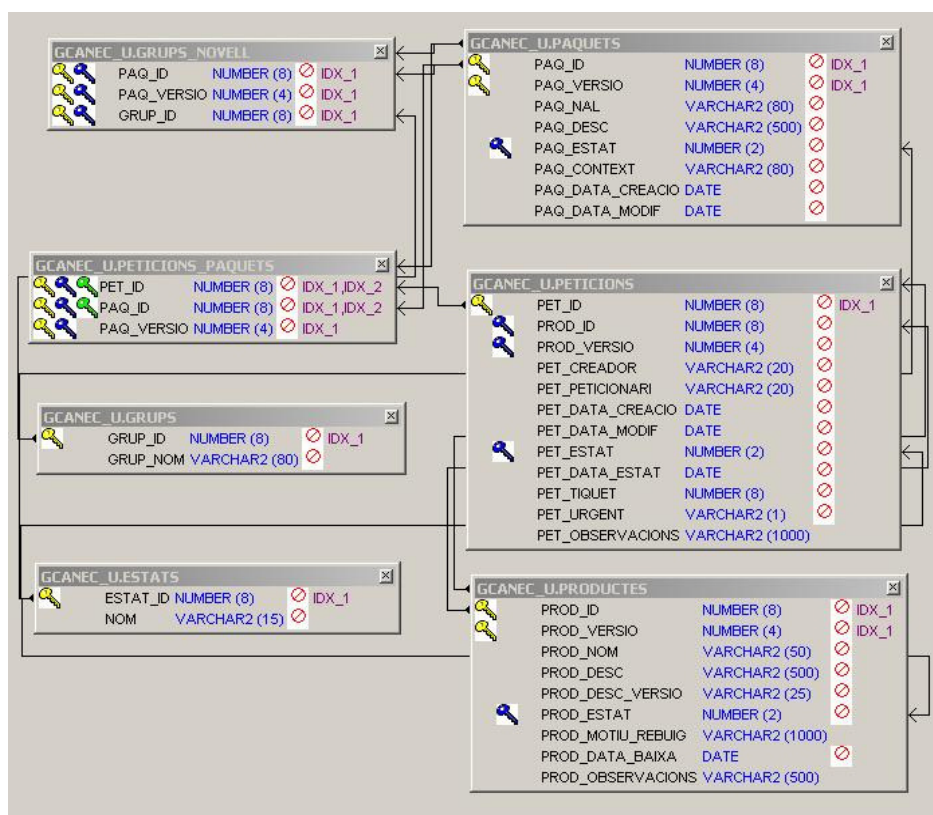 GCANEC_U.GRUPS_NOVELL
PAQ_ID NUMBER (8) IDX_1
PAQ_VERSIO NUMBER (4) IDX_1
GRUP_ID NUMBER (8) IDX_1
GCANEC_U.PAQUETS
PAQ_ID NUMBER (8) IDX_1
PAQ_VERSIO NUMBER (4) IDX_1
PAQ_NAL VARCHAR2 (80)
PAQ_DESC VARCHAR2 (500)
PAQ_ESTAT NUMBER (2)
PAQ_CONTEXT VARCHAR2 (80)
PAQ_DATA_CREACIO DATE
PAQ_DATA_MODIF DATE
GCANEC_U.PETICIONS_PAQUETS
PET_ID NUMBER (8) IDX_1,IDX_2
PAQ_ID NUMBER (8) IDX_1,IDX_2
PAQ_VERSIO NUMBER (4) IDX_1
GCANEC_U.PETICIONS
PET_ID NUMBER (8) IDX_1
PROD_ID NUMBER (8)
PROD_VERSIO NUMBER (4)
PET_CREADOR VARCHAR2 (20)
PET_PETICIONARI VARCHAR2 (20)
PET_DATA_CREACIO DATE
PET_DATA_MODIF DATE
PET_ESTAT NUMBER (2)
PET_DATA_ESTAT DATE
PET_TIQUET NUMBER (8)
PET_URGENT VARCHAR2 (1)
PET_OBSERVACIONS VARCHAR2 (1000)
GCANEC_U.GRUPS
GRUP_ID NUMBER (8) IDX_1
GRUP_NOM VARCHAR2 (80)
GCANEC_U.ESTATS
ESTAT_ID NUMBER (8) IDX_1
NOM VARCHAR2 (15)
GCANEC_U.PRODUCTES
PROD_ID NUMBER (8) IDX_1
PROD_VERSIO NUMBER (4) IDX_1
PROD_NOM VARCHAR2 (50)
PROD_DESC VARCHAR2 (500)
PROD_DESC_VERSIO VARCHAR2 (25)
PROD_ESTAT NUMBER (2)
PROD_MOTIU_REBUIG VARCHAR2 (1000)
PROD_DATA_BAIXA DATE
PROD_OBSERVACIONS VARCHAR2 (500)